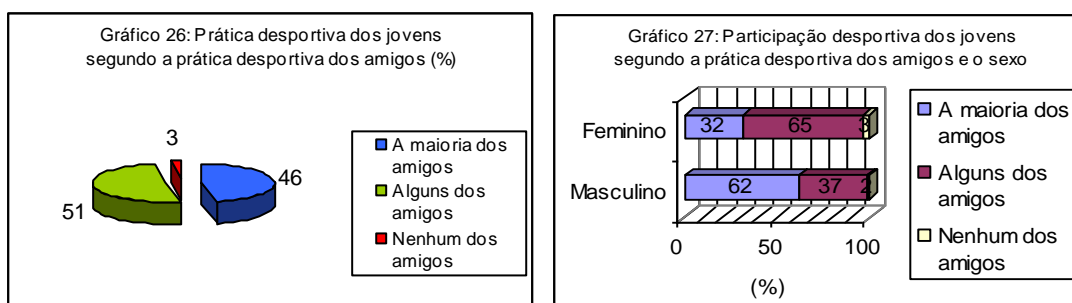 Gráfico 26: Prática desportiva dos jovens
segundo a prática desportiva dos amigos (%)
3
46
51
A maioria dos
amigos
Alguns dos
amigos
Nenhum dos
amigos
Gráfico 27: Participação desportiva dos jovens
segundo a prática desportiva dos amigos e o sexo
Feminino
32 65 3
Masculino
62 37 2
0 50 100
(%)
A maioria dos
amigos
Alguns dos
amigos
Nenhum dos
amigos